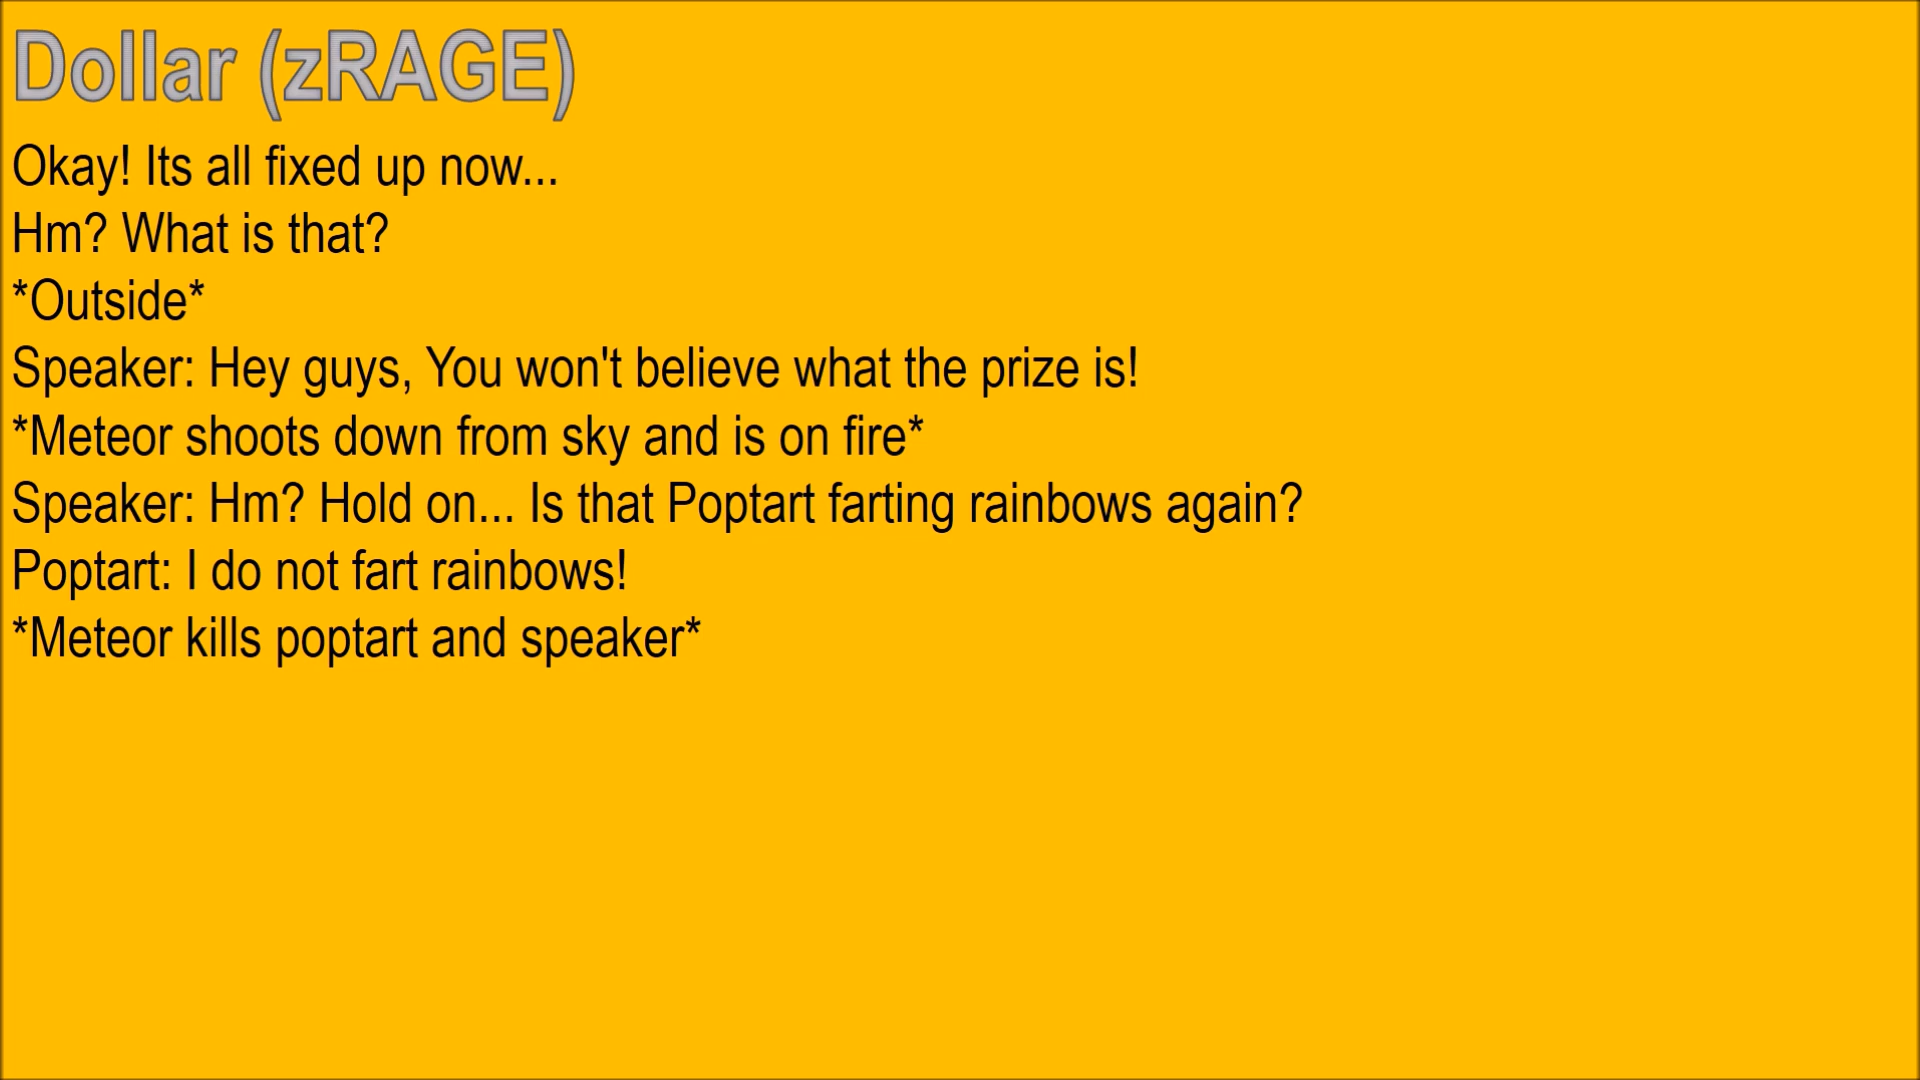 Dollar (zRAGE)
Okay! Its all fixed up now...
Hm? What is that?
*Outside*
Speaker: Hey guys, You won't believe what the prize is!
*Meteor shoots down from sky and is on fire*
Speaker: Hm? Hold on... Is that Poptart farting rainbows again?
Poptart: I do not fart rainbows!
*Meteor kills poptart and speaker*